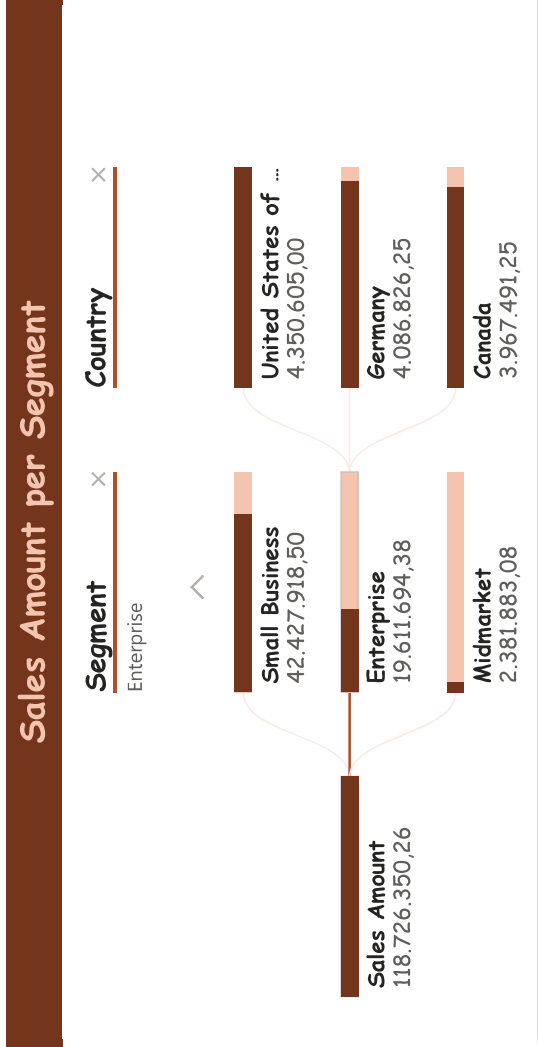 Sales Amount per Segment
Segment
Enterprise
Country
Sales Amount
118.726.350,26
Small Business
42.427.918,50
Enterprise
19.611.694,38
Midmarket
2.381.883,08
United States of ...
4.350.605,00
Germany
4.086.826,25
Canada
3.967.491,25